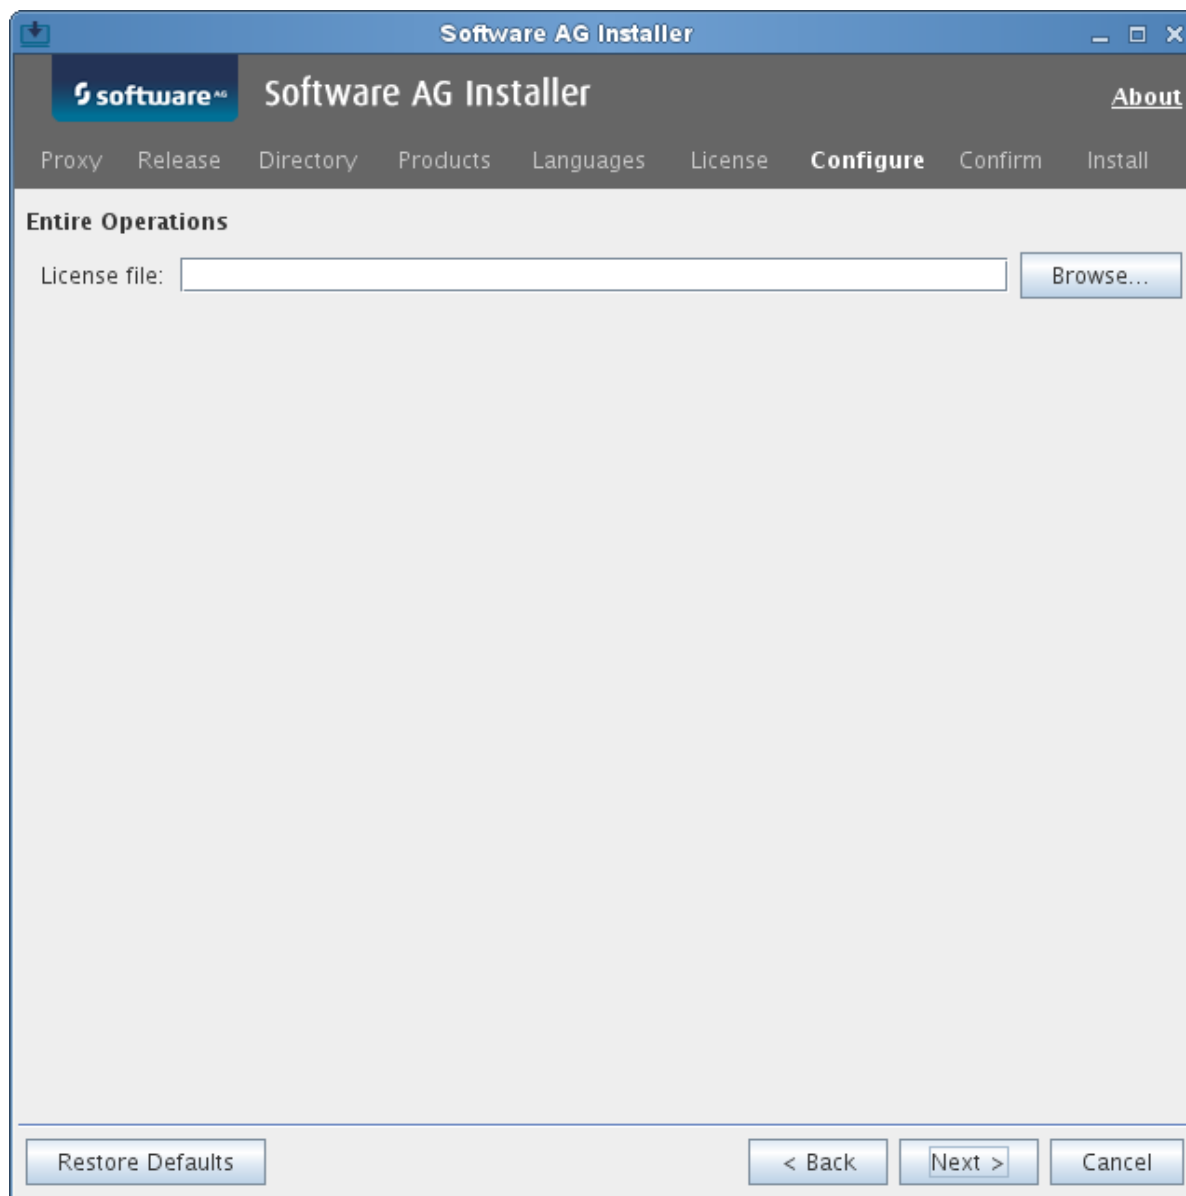 Software AG Installer
software AG Software AG Installer About
Proxy Release Directory Products Languages License Configure Confirm Install
Entire Operations
License file: Browse...
Restore Defaults < Back Next > Cancel